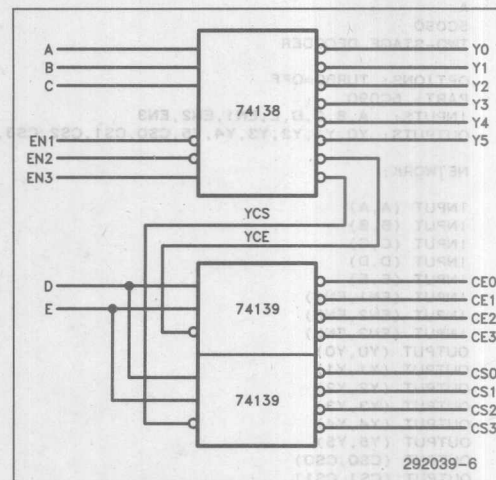 A
B
C
EN1
EN2
EN3
74138
Y0
Y1
Y2
Y3
Y4
Y5
YCS
YCE
D
E
74139
74139
CE0
CE1
CE2
CE3
CS0
CS1
CS2
CS3
292039-6